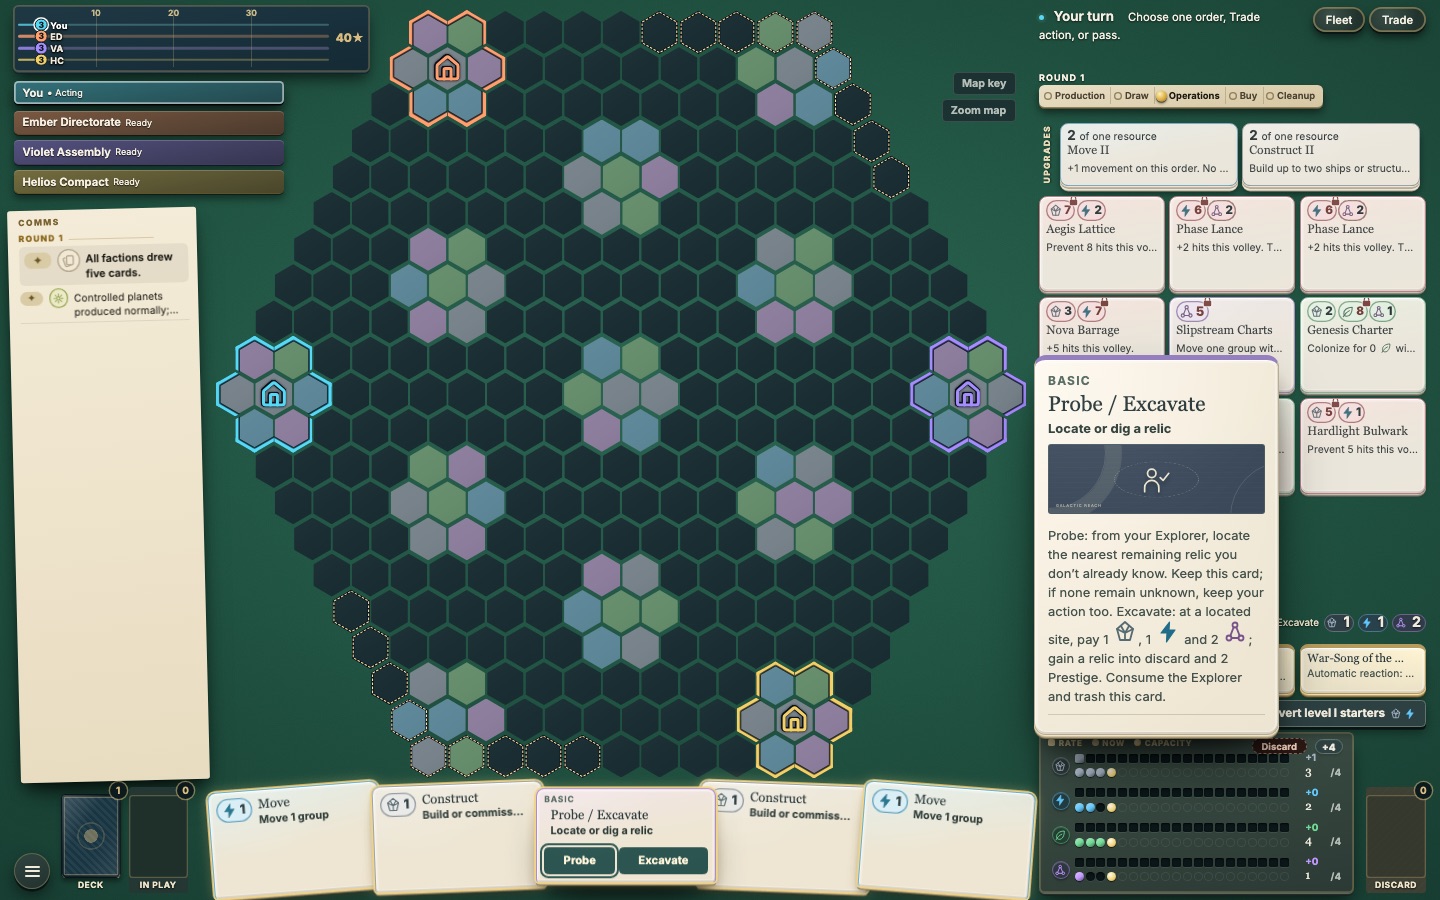 10 20 30
3 You
3 ED
3 VA
3 HC
40★
You • Acting
Ember Directorate Ready
Violet Assembly Ready
Helios Compact Ready
COMMS
ROUND 1
All factions drew
five cards.
Controlled planets
produced normally;...
Map key
Zoom map
Your turn Choose one order, Trade
action, or pass.
Fleet
Trade
ROUND 1
Production
Draw
Operations
Buy
Cleanup
UPGRADES
2 of one resource
Move II
+1 movement on this order. No ...
2 of one resource
Construct II
Build up to two ships or structu...
7 2
Aegis Lattice
Prevent 8 hits this vo...
6 2
Phase Lance
+2 hits this volley. T...
6 2
Phase Lance
+2 hits this volley. T...
3 7
Nova Barrage
+5 hits this volley.
5
Slipstream Charts
Move one group wit...
2 8 1
Genesis Charter
Colonize for 0 wi...
5 1
Hardlight Bulwark
Prevent 5 hits this vo...
BASIC
Probe / Excavate
Locate or dig a relic
GALACTIC REACH
Probe: from your Explorer, locate
the nearest remaining relic you
don't already know. Keep this card;
if none remain unknown, keep your
action too. Excavate: at a located
site, pay 1 , 1 and 2 ;
gain a relic into discard and 2
Prestige. Consume the Explorer
and trash this card.
Excavate 1 1 2
War-Song of the ...
Automatic reaction: ...
vert level I starters
RATE NOW CAPACITY
Discard
+4
+1
3 /4
+0
2 /4
+0
4 /4
+0
1 /4
1
DECK
0
IN PLAY
1 Move
Move 1 group
1 Construct
Build or commiss...
BASIC
Probe / Excavate
Locate or dig a relic
Probe
Excavate
1 Construct
Build or commiss...
1 Move
Move 1 group
0
DISCARD